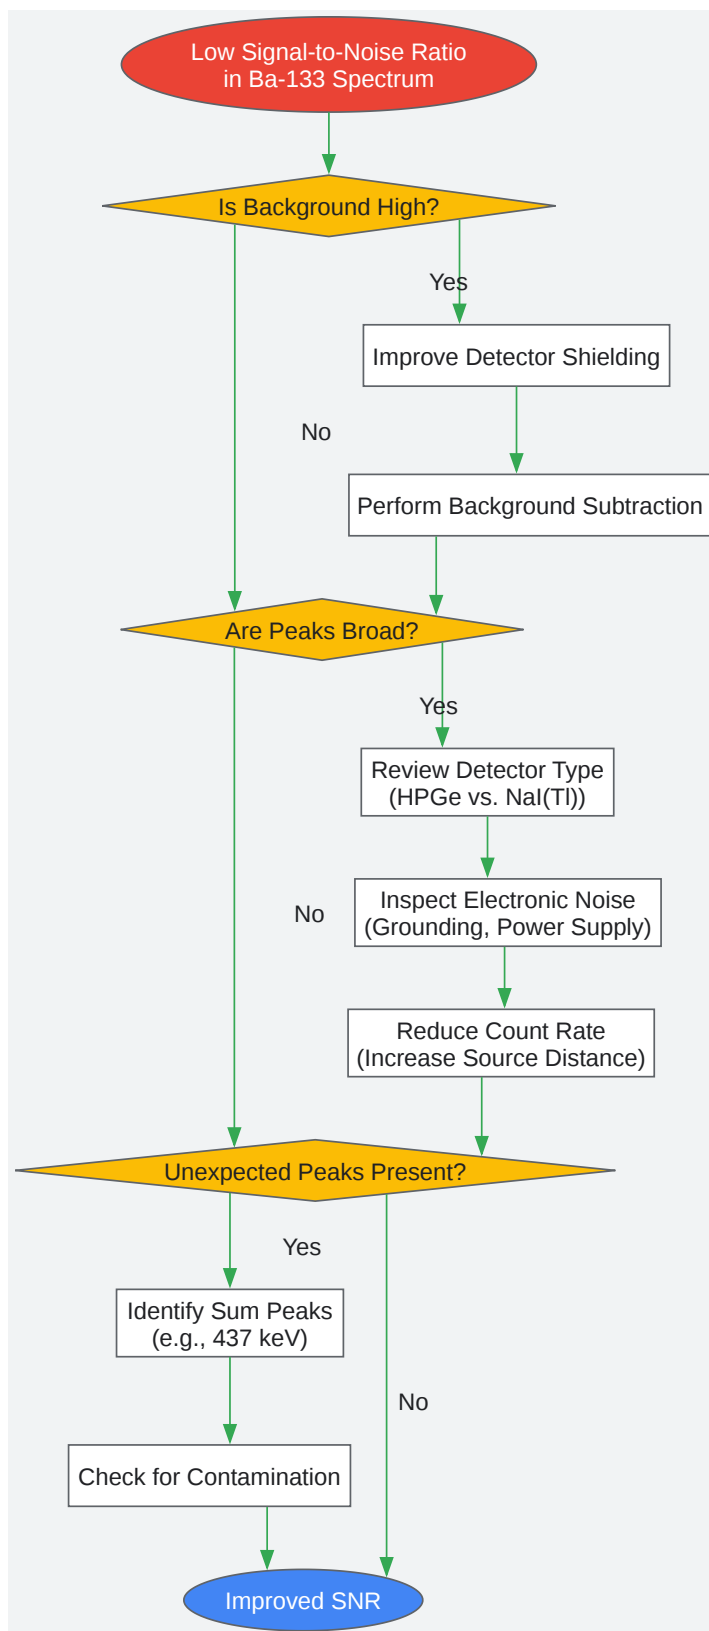 Low Signal-to-Noise Ratio
in Ba-133 Spectrum
Is Background High?
Yes
Improve Detector Shielding
No
Perform Background Subtraction
Are Peaks Broad?
Yes
Review Detector Type
(HPGe vs. NaI(Tl))
Inspect Electronic Noise
(Grounding, Power Supply)
No
Reduce Count Rate
(Increase Source Distance)
Unexpected Peaks Present?
Yes
Identify Sum Peaks
(e.g., 437 keV)
No
Check for Contamination
Improved SNR